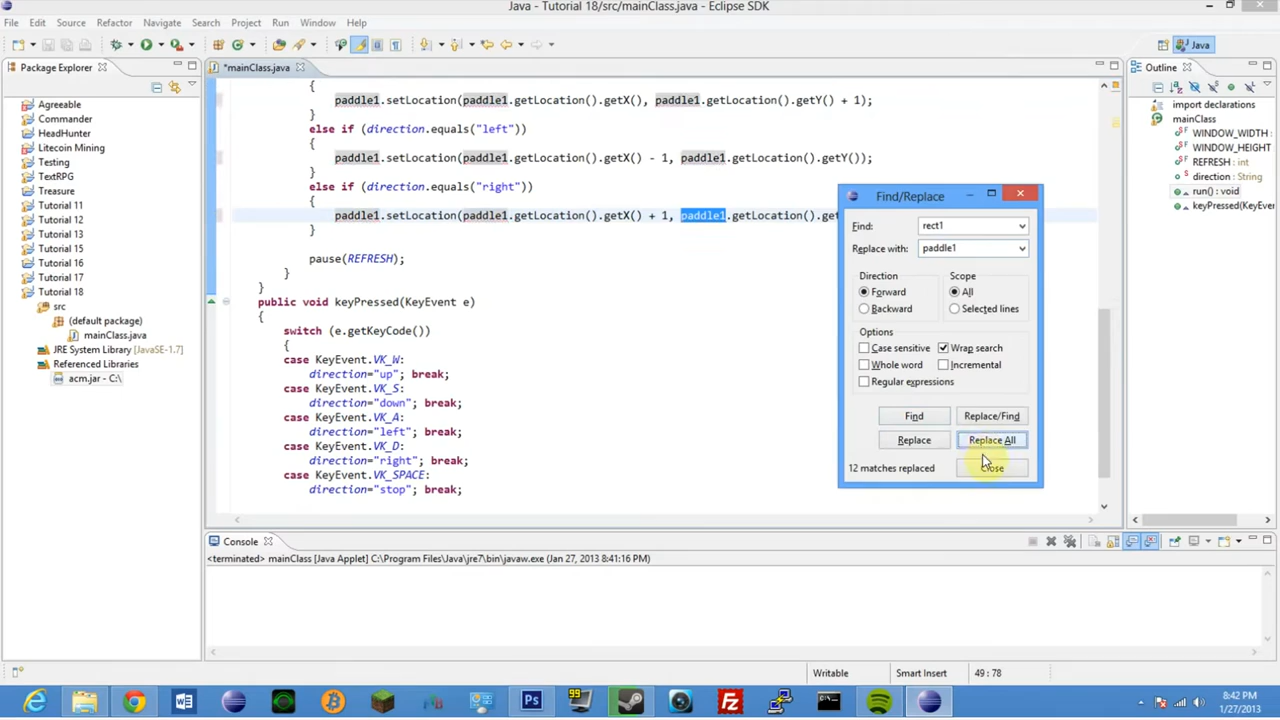 Java - Tutorial 18/src/mainClass.java - Eclipse SDK
File Edit Source Refactor Navigate Search Project Run Window Help
Java
Package Explorer
*mainClass.java
Outline
Agreeable
Commander
HeadHunter
Litecoin Mining
Testing
TextRPG
Treasure
Tutorial 11
Tutorial 12
Tutorial 13
Tutorial 15
Tutorial 16
Tutorial 17
Tutorial 18
src
(default package)
mainClass.java
JRE System Library [JavaSE-1.7]
Referenced Libraries
acm.jar - C:\
{
paddle1.setLocation(paddle1.getLocation().getX(), paddle1.getLocation().getY() + 1);
}
else if (direction.equals("left"))
{
paddle1.setLocation(paddle1.getLocation().getX() - 1, paddle1.getLocation().getY());
}
else if (direction.equals("right"))
{
paddle1.setLocation(paddle1.getLocation().getX() + 1, paddle1.getLocation().get
}
pause(REFRESH);
}
public void keyPressed(KeyEvent e)
{
switch (e.getKeyCode())
{
case KeyEvent.VK_W:
direction="up"; break;
case KeyEvent.VK_S:
direction="down"; break;
case KeyEvent.VK_A:
direction="left"; break;
case KeyEvent.VK_D:
direction="right"; break;
case KeyEvent.VK_SPACE:
direction="stop"; break;
Find/Replace
Find: rect1
Replace with: paddle1
Direction
Forward
Backward
Scope
All
Selected lines
Options
Case sensitive Wrap search
Whole word Incremental
Regular expressions
Find Replace/Find
Replace Replace All
12 matches replaced Close
import declarations
mainClass
WINDOW_WIDTH :
WINDOW_HEIGHT
REFRESH : int
direction : String
run() : void
keyPressed(KeyEve
Console
<terminated> mainClass [Java Applet] C:\Program Files\Java\jre7\bin\javaw.exe (Jan 27, 2013 8:41:16 PM)
Writable Smart Insert 49 : 78
99
8:42 PM
1/27/2013